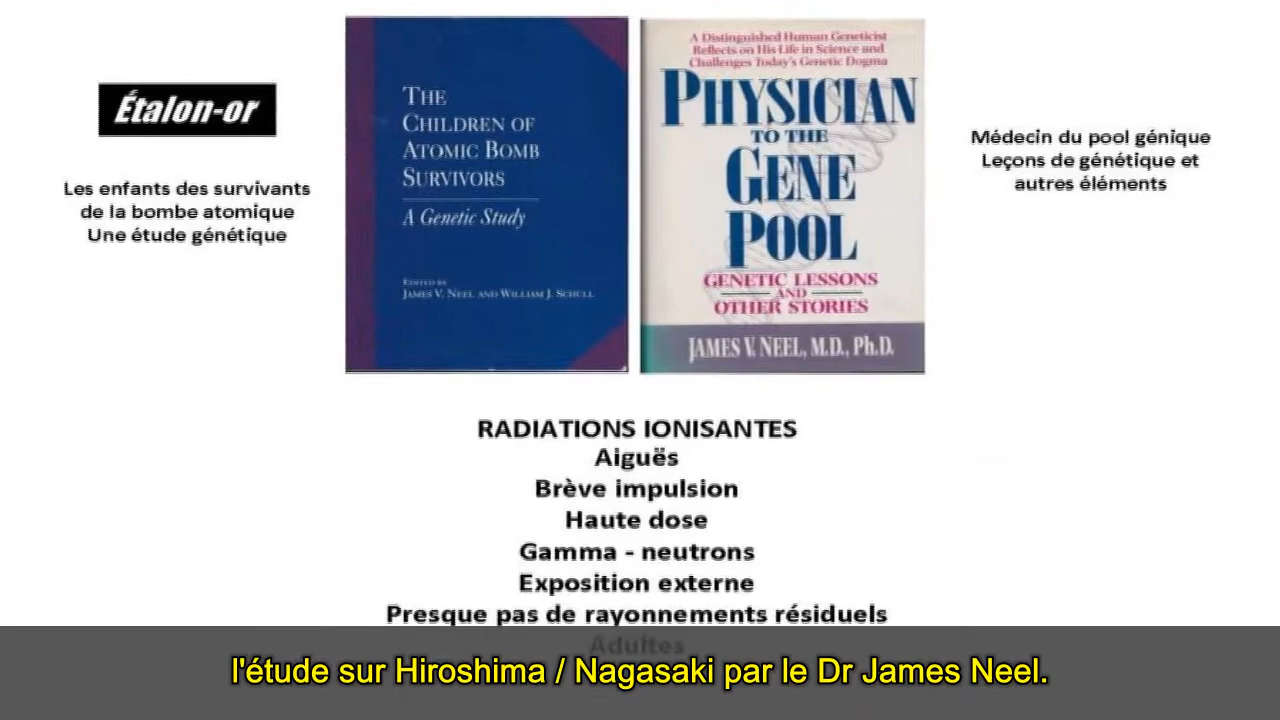 Étalon-or
Les enfants des survivants
de la bombe atomique
Une étude génétique
THE
CHILDREN OF
ATOMIC BOMB
SURVIVORS
A Genetic Study
EDITED BY
JAMES V. NEEL AND WILLIAM J. SCHULL
A Distinguished Human Geneticist
Reflects on His Life in Science and
Challenges Today's Genetic Dogma
PHYSICIAN
TO THE
GENE
POOL
GENETIC LESSONS
AND
OTHER STORIES
JAMES V. NEEL, M.D., Ph.D.
Médecin du pool génique
Leçons de génétique et
autres éléments
RADIATIONS IONISANTES
Aiguës
Brève impulsion
Haute dose
Gamma - neutrons
Exposition externe
Presque pas de rayonnements résiduels
Adultes
l'étude sur Hiroshima / Nagasaki par le Dr James Neel.